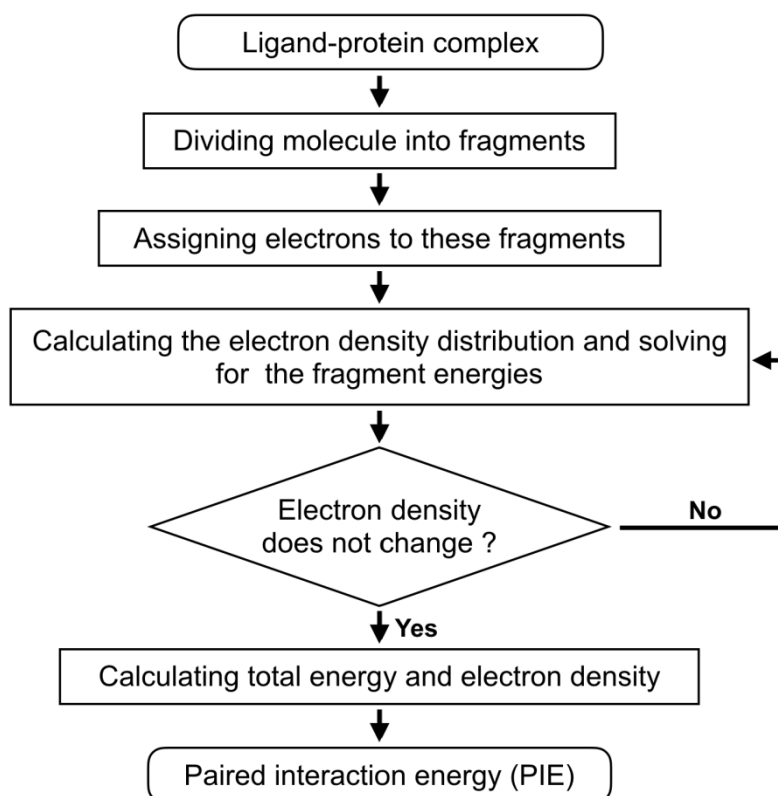 Ligand-protein complex
Dividing molecule into fragments
Assigning electrons to these fragments
Calculating the electron density distribution and solving
for the fragment energies
Electron density
does not change ?
No
Yes
Calculating total energy and electron density
Paired interaction energy (PIE)